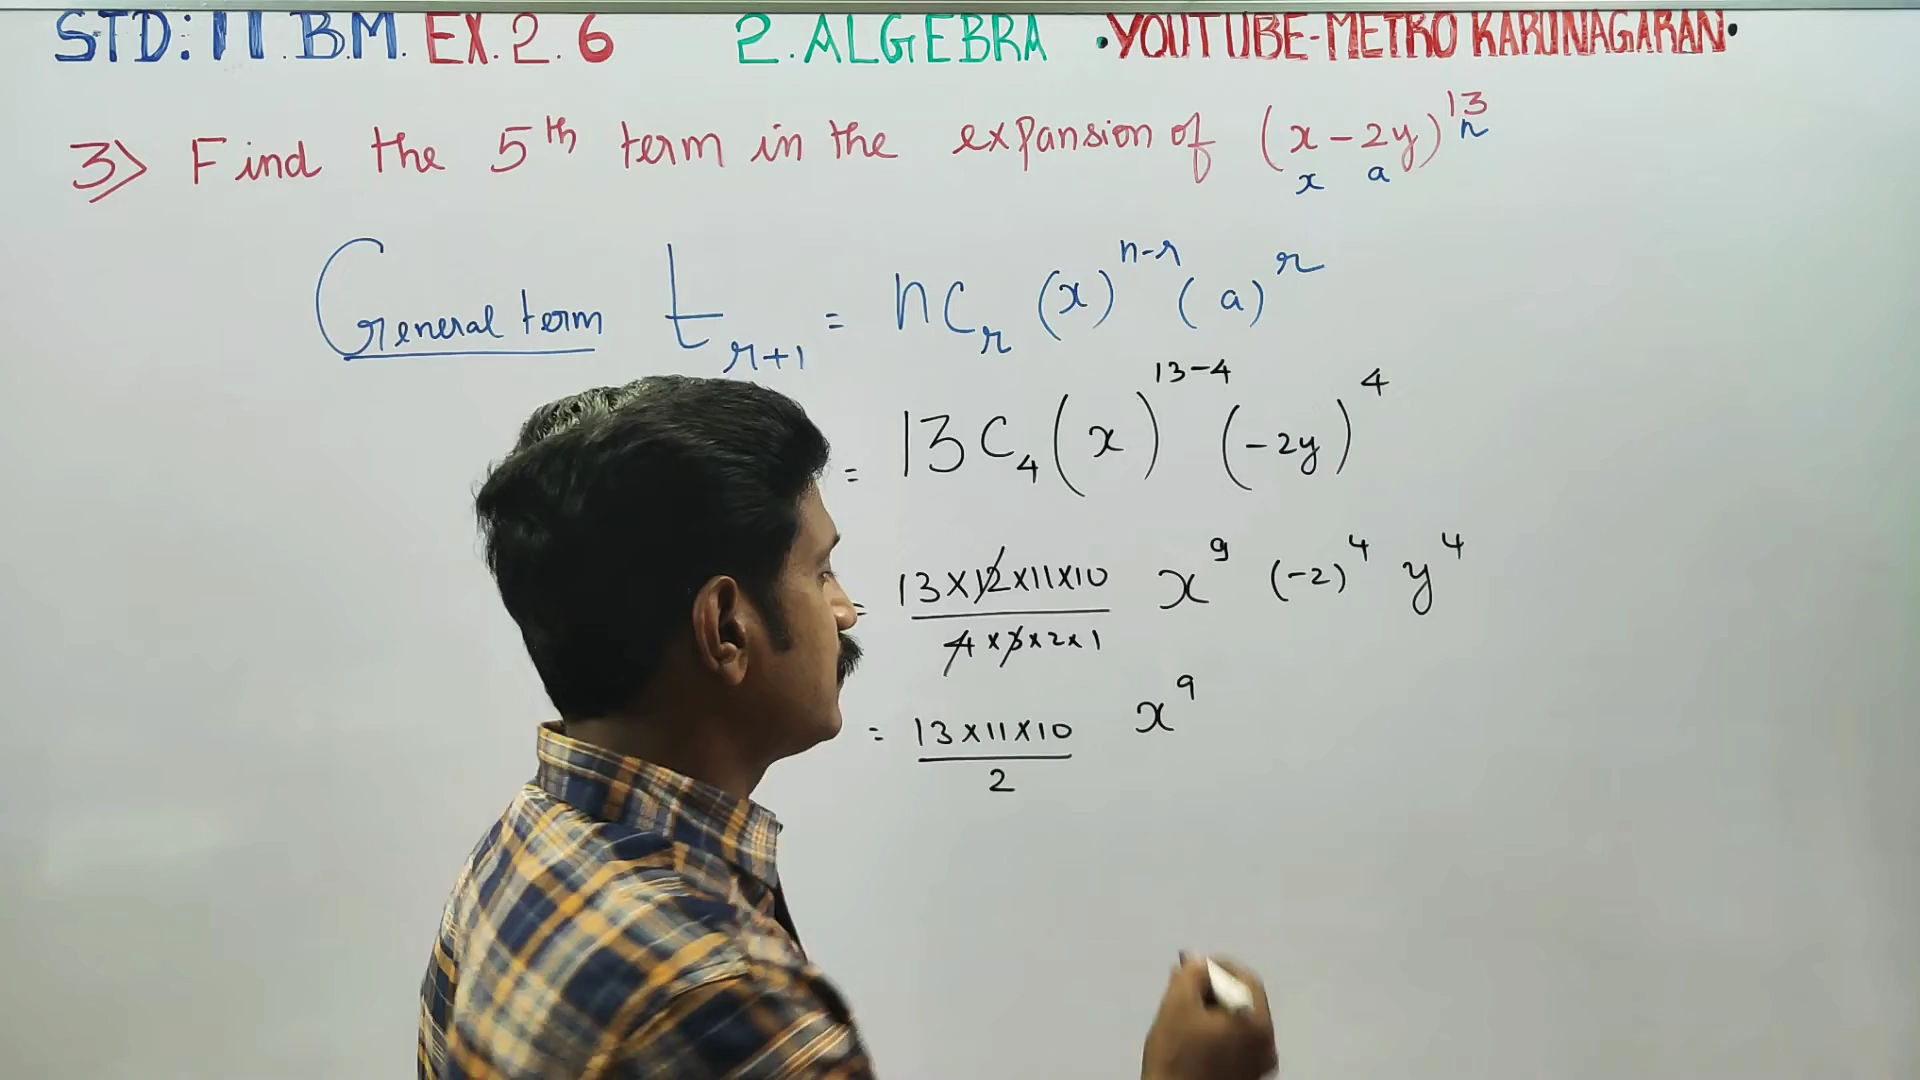 STD: 11.B.M. EX.2.6 2.ALGEBRA •YOUTUBE-METRO KARUNAGARAN•
3) Find the 5th term in the expansion of (x-2y)^13
x a n
General term t_{r+1} = nC_r (x)^{n-r} (a)^r
= 13C_4 (x)^{13-4} (-2y)^4
= 13×12×11×10 / 4×3×2×1 x^9 (-2)^4 y^4
= 13×11×10 / 2 x^9